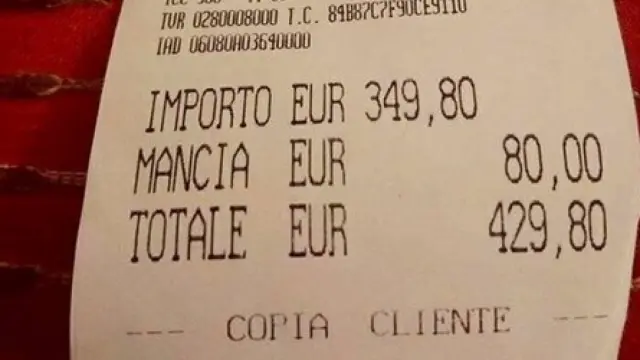 TVR 0280008000 T.C. 84B87C7F90CE9110
IAD 06080A03640000
IMPORTO EUR 349,80
MANCIA EUR 80,00
TOTALE EUR 429,80
--- COPIA CLIENTE ---